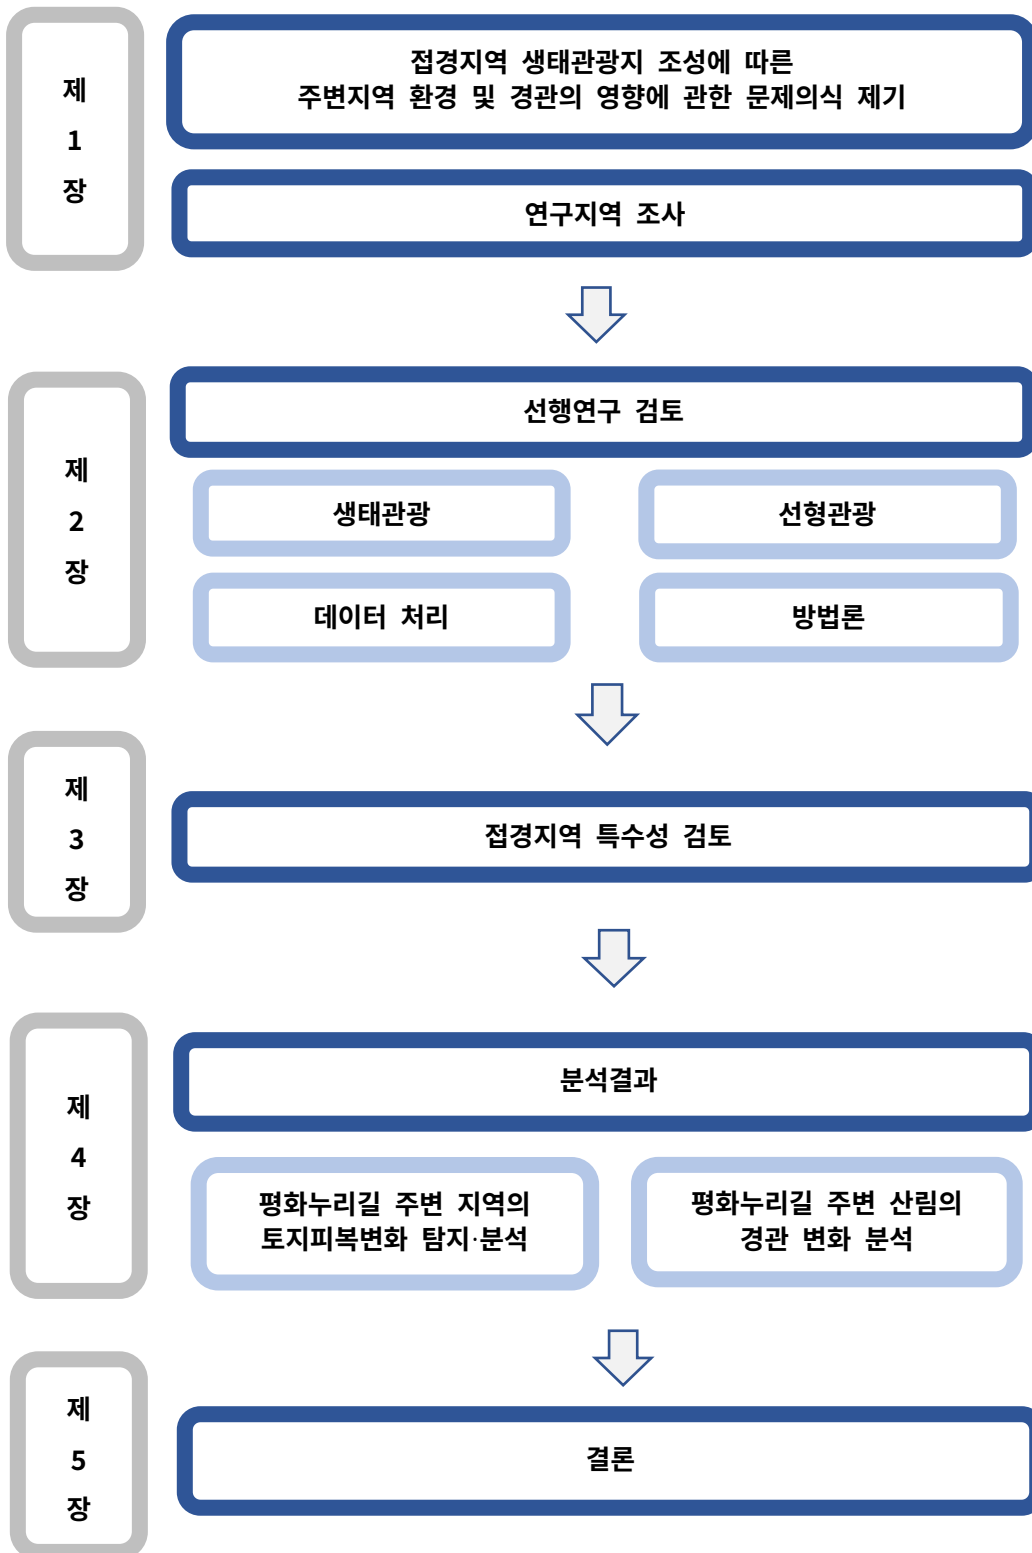 제
1
장
접경지역 생태관광지 조성에 따른
주변지역 환경 및 경관의 영향에 관한 문제의식 제기
연구지역 조사
제
2
장
선행연구 검토
생태관광
선형관광
데이터 처리
방법론
제
3
장
접경지역 특수성 검토
제
4
장
분석결과
평화누리길 주변 지역의
토지피복변화 탐지·분석
평화누리길 주변 산림의
경관 변화 분석
제
5
장
결론